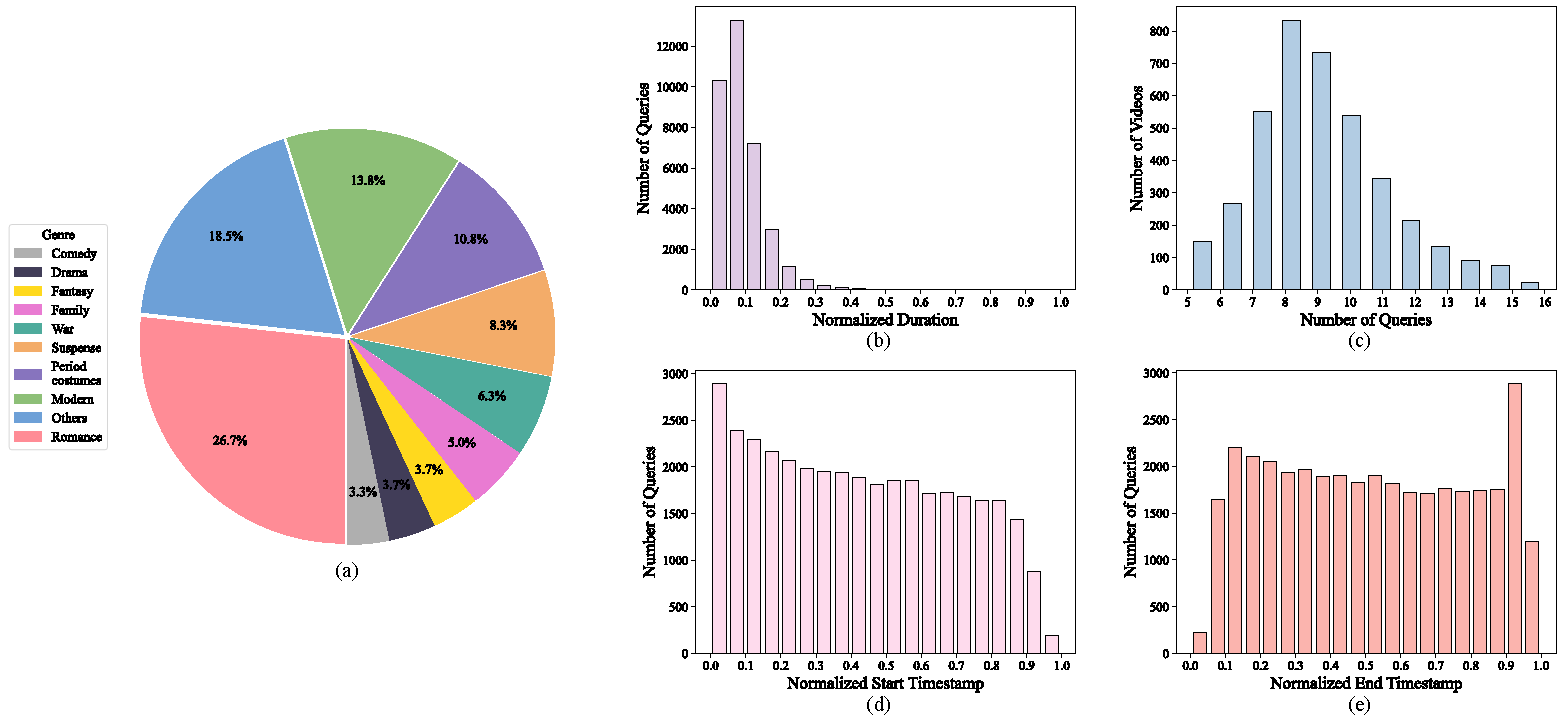 Genre
Comedy
Drama
Fantasy
Family
War
Suspense
Period
costumes
Modern
Others
Romance
13.8%
10.8%
18.5%
8.3%
6.3%
5.0%
26.7%
3.7%
3.7%
3.3%
(a)
Number of Queries
12000
10000
8000
6000
4000
2000
0
0.0 0.1 0.2 0.3 0.4 0.5 0.6 0.7 0.8 0.9 1.0
Normalized Duration
(b)
Number of Videos
800
700
600
500
400
300
200
100
0
5 6 7 8 9 10 11 12 13 14 15 16
Number of Queries
(c)
Number of Queries
3000
2500
2000
1500
1000
500
0
0.0 0.1 0.2 0.3 0.4 0.5 0.6 0.7 0.8 0.9 1.0
Normalized Start Timestamp
(d)
Number of Queries
3000
2500
2000
1500
1000
500
0
0.0 0.1 0.2 0.3 0.4 0.5 0.6 0.7 0.8 0.9 1.0
Normalized End Timestamp
(e)